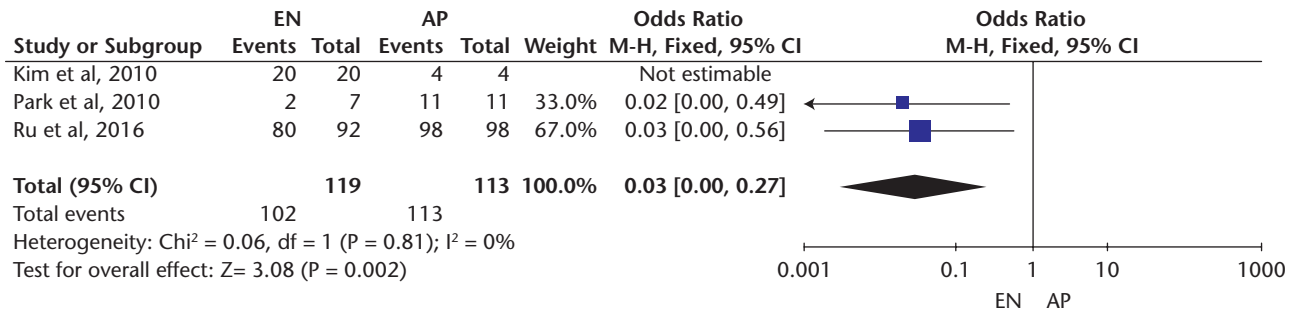 EN AP Odds Ratio Odds Ratio
Study or Subgroup Events Total Events Total Weight M-H, Fixed, 95% CI M-H, Fixed, 95% CI
Kim et al, 2010 20 20 4 4 Not estimable
Park et al, 2010 2 7 11 11 33.0% 0.02 [0.00, 0.49]
Ru et al, 2016 80 92 98 98 67.0% 0.03 [0.00, 0.56]
Total (95% CI) 119 113 100.0% 0.03 [0.00, 0.27]
Total events 102 113
Heterogeneity: Chi² = 0.06, df = 1 (P = 0.81); I² = 0%
Test for overall effect: Z= 3.08 (P = 0.002)
0.001 0.1 1 10 1000
EN AP